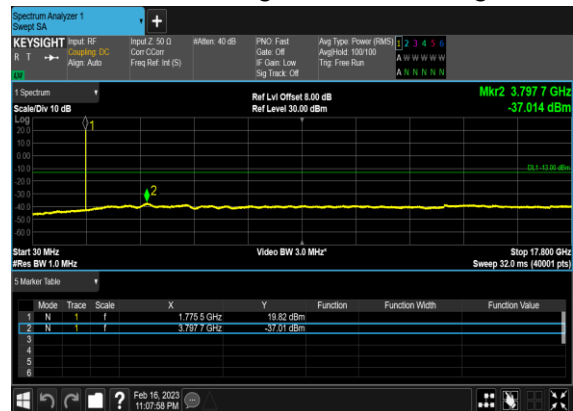 Spectrum Analyzer 1
Swept SA
+
KEYSIGHT Input: RF Input Z: 50 Ω #Atten: 40 dB PNO: Fast Avg Type: Power (RMS) 1 2 3 4 5 6
R T Coupling: DC Corr CCorr Gate: Off Avg|Hold: 100/100 A W W W W W
Align: Auto Freq Ref: Int (S) IF Gain: Low Trig: Free Run
Sig Track: Off A N N N N N
1 Spectrum
Ref Lvl Offset 8.00 dB Mkr2 3.797 7 GHz
Scale/Div 10 dB Ref Level 30.00 dBm -37.014 dBm
Log
20.0
10.0
0.00
-10.0
-20.0
-30.0
-40.0
-50.0
-60.0
1
DL1 -13.00 dBm
2
Start 30 MHz Video BW 3.0 MHz* Stop 17.800 GHz
#Res BW 1.0 MHz Sweep 32.0 ms (40001 pts)
5 Marker Table
Mode Trace Scale X Y Function Function Width Function Value
1 N 1 f 1.775 5 GHz 19.82 dBm
2 N 1 f 3.797 7 GHz -37.01 dBm
3
4
5
6
? Feb 16, 2023
11:07:58 PM